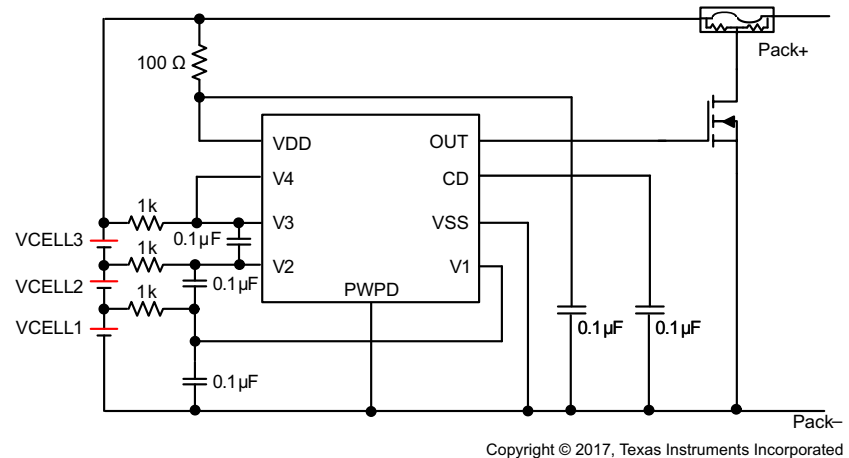 Pack+
100 Ω
VDD
OUT
V4
CD
1k
V3
VSS
VCELL3
0.1µF
1k
V2
V1
VCELL2
0.1µF
1k
PWPD
VCELL1
0.1µF
0.1µF
0.1µF
Pack–
Copyright © 2017, Texas Instruments Incorporated